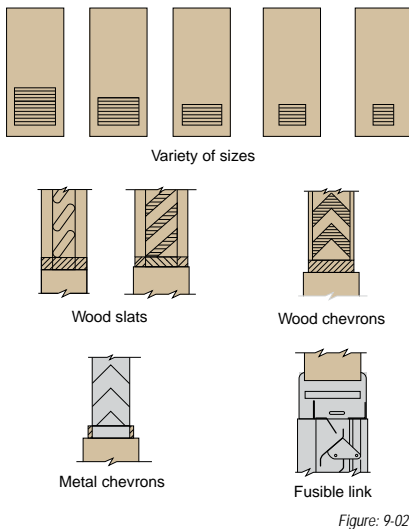 Variety of sizes
Wood slats
Wood chevrons
Metal chevrons
Fusible link
Figure: 9-02